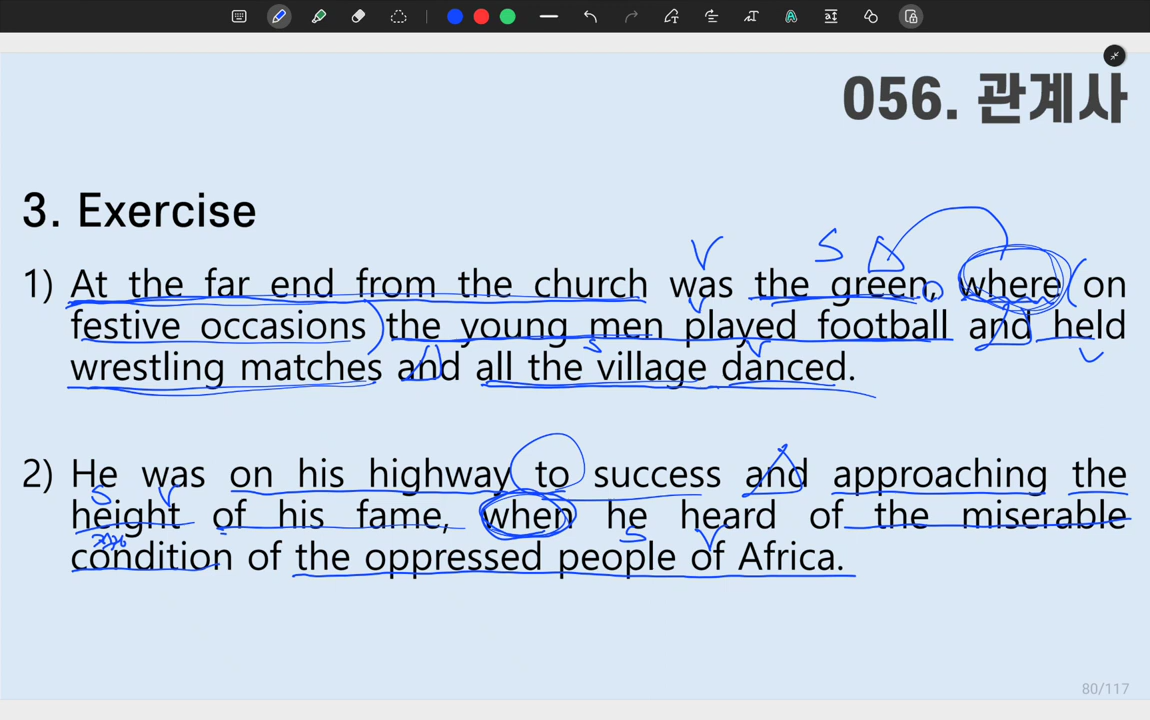 056. 관계사
3. Exercise
1) At the far end from the church was the green, where on
festive occasions the young men played football and held
wrestling matches and all the village danced.
2) He was on his highway to success and approaching the
height of his fame, when he heard of the miserable
condition of the oppressed people of Africa.
80/117